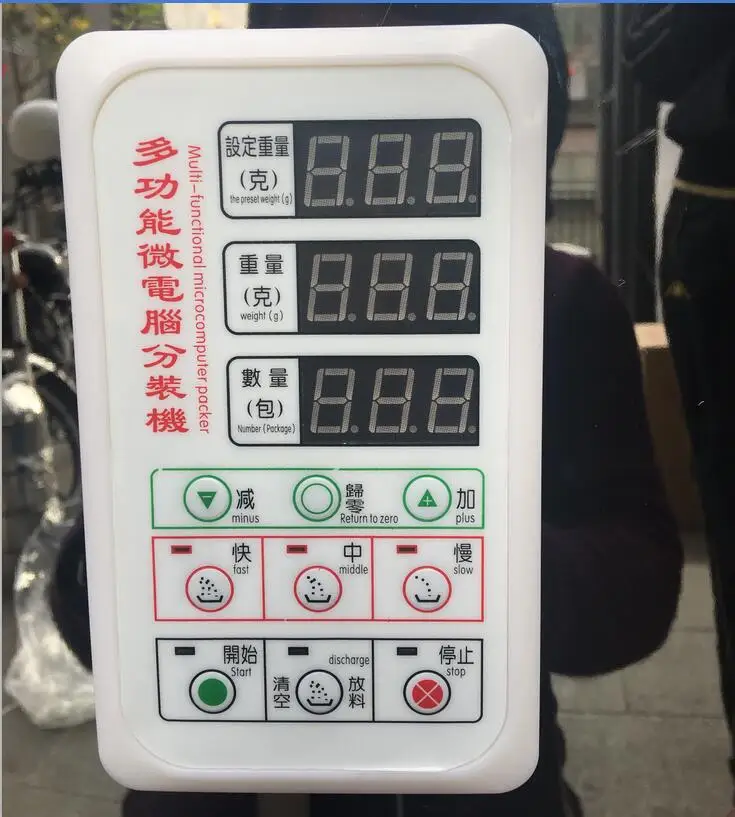 多功能微電腦分裝機
Multi-functional microcomputer packer
設定重量
(克)
the preset weight (g)
重量
(克)
weight (g)
數量
(包)
Number (Package)
减
minus
歸零
Return to zero
加
plus
快
fast
中
middle
慢
slow
開始
Start
discharge
清空
放料
停止
stop